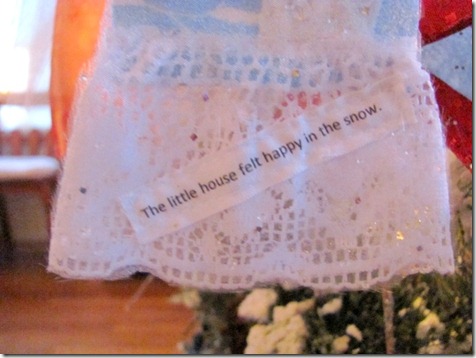 The little house felt happy in the snow.